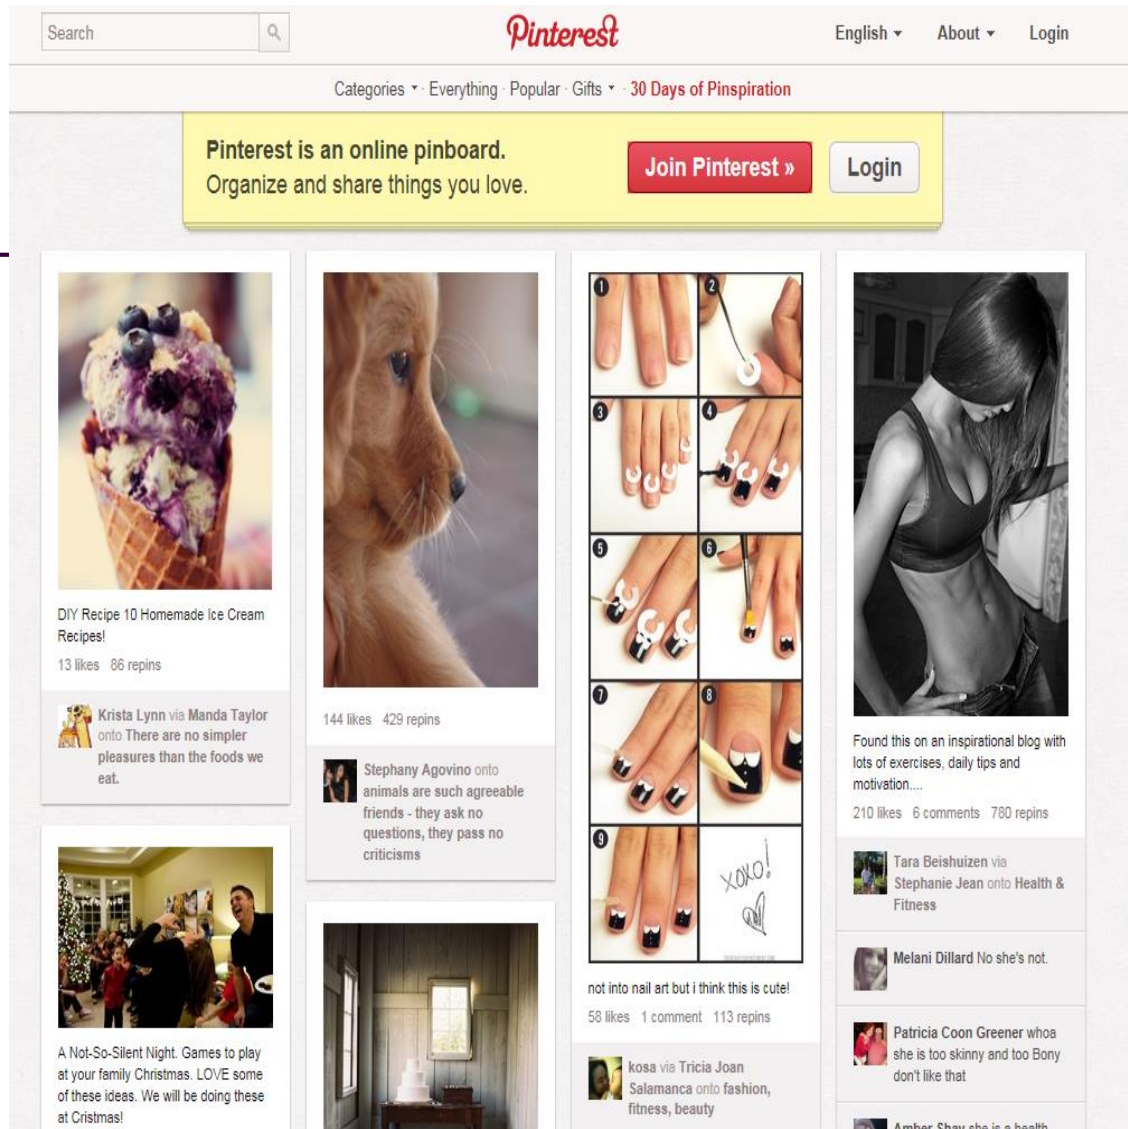 Search
Pinterest
English
About
Login
Categories · Everything · Popular · Gifts · 30 Days of Pinspiration
Pinterest is an online pinboard.
Organize and share things you love.
Join Pinterest »
Login
DIY Recipe 10 Homemade Ice Cream
Recipes!
13 likes 86 repins
Krista Lynn via Manda Taylor
onto There are no simpler
pleasures than the foods we
eat.
A Not-So-Silent Night. Games to play
at your family Christmas. LOVE some
of these ideas. We will be doing these
at Cristmas!
144 likes 429 repins
Stephany Agovino onto
animals are such agreeable
friends - they ask no
questions, they pass no
criticisms
1
2
3
4
5
6
7
8
9
xoxo!
not into nail art but i think this is cute!
58 likes 1 comment 113 repins
kosa via Tricia Joan
Salamanca onto fashion,
fitness, beauty
Found this on an inspirational blog with
lots of exercises, daily tips and
motivation....
210 likes 6 comments 780 repins
Tara Beishuizen via
Stephanie Jean onto Health &
Fitness
Melani Dillard No she's not.
Patricia Coon Greener whoa
she is too skinny and too Bony
don't like that
Amber Shay she is a health